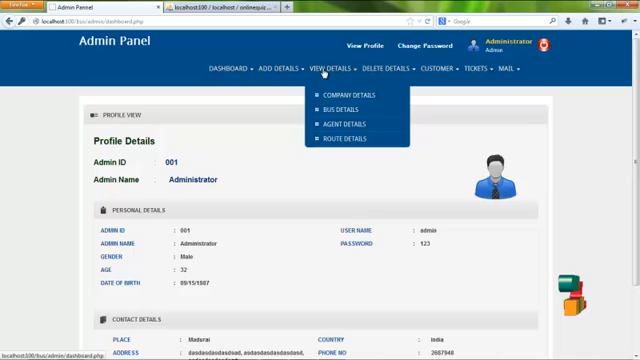 Firefox
Admin Panel
localhost:100 / localhost / onlinequiz...
localhost:100/bus/admin/dashboard.php
Google
Admin Panel
View Profile
Change Password
Administrator
Admin
DASHBOARD
ADD DETAILS
VIEW DETAILS
DELETE DETAILS
CUSTOMER
TICKETS
MAIL
COMPANY DETAILS
BUS DETAILS
AGENT DETAILS
ROUTE DETAILS
PROFILE VIEW
Profile Details
Admin ID : 001
Admin Name : Administrator
PERSONAL DETAILS
ADMIN ID : 001 USER NAME : admin
ADMIN NAME : Administrator PASSWORD : 123
GENDER : Male
AGE : 32
DATE OF BIRTH : 09/15/1987
CONTACT DETAILS
PLACE : Madurai COUNTRY : India
ADDRESS PHONE NO : 2687948
localhost:100/bus/admin/dashboard.php